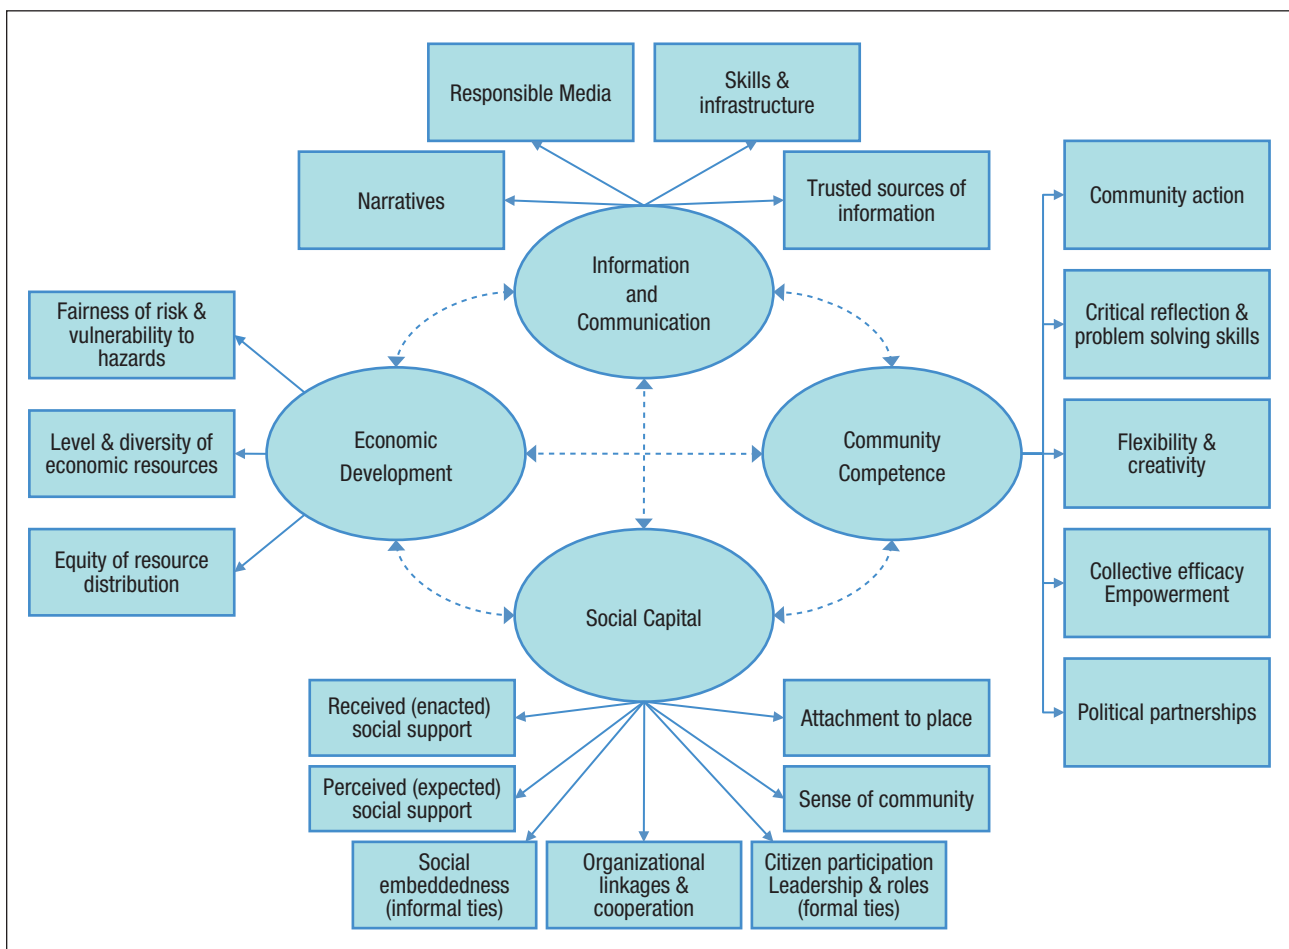 Responsible Media
Skills &
infrastructure
Narratives
Trusted sources of
information
Information
and
Communication
Fairness of risk &
vulnerability to
hazards
Level & diversity of
economic resources
Equity of resource
distribution
Economic
Development
Community
Competence
Community action
Critical reflection &
problem solving skills
Flexibility &
creativity
Collective efficacy
Empowerment
Political partnerships
Social Capital
Received (enacted)
social support
Perceived (expected)
social support
Social
embeddedness
(informal ties)
Organizational
linkages &
cooperation
Citizen participation
Leadership & roles
(formal ties)
Sense of community
Attachment to place